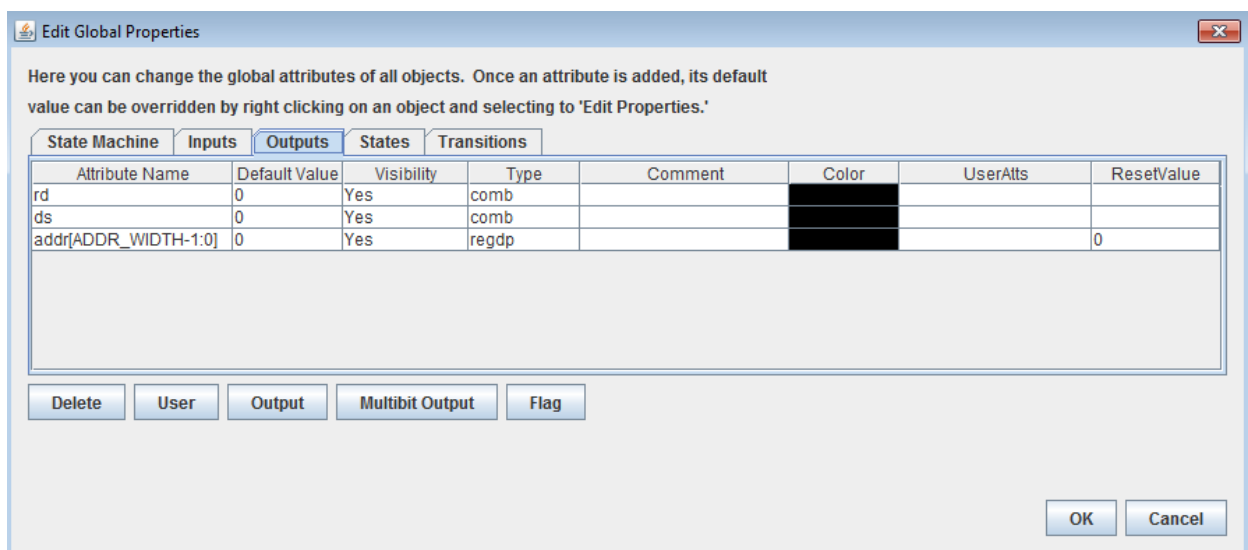 Edit Global Properties
Here you can change the global attributes of all objects. Once an attribute is added, its default
value can be overridden by right clicking on an object and selecting to 'Edit Properties.'
State Machine Inputs Outputs States Transitions
Attribute Name Default Value Visibility Type Comment Color UserAtts ResetValue
rd 0 Yes comb
ds 0 Yes comb
addr[ADDR_WIDTH-1:0] 0 Yes regdp 0
Delete User Output Multibit Output Flag
OK Cancel